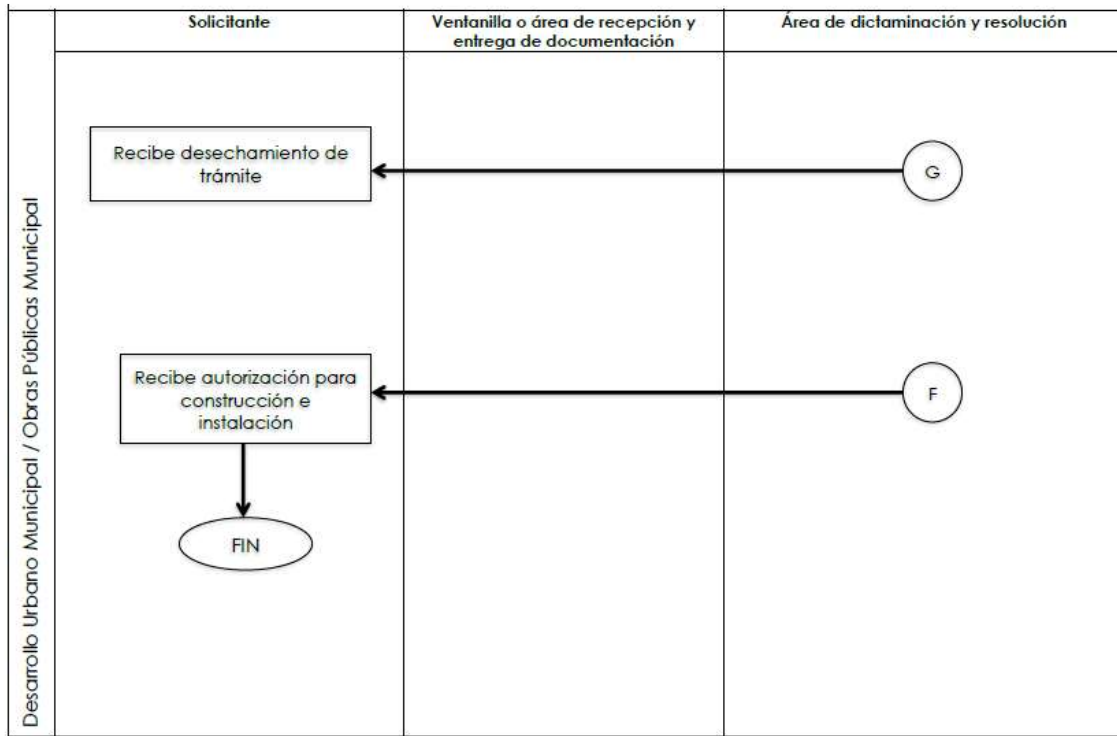 Solicitante
Ventanilla o área de recepción y
entrega de documentación
Área de dictaminación y resolución
Desarrollo Urbano Municipal / Obras Públicas Municipal
Recibe desechamiento de
trámite
G
Recibe autorización para
construcción e
instalación
F
FIN